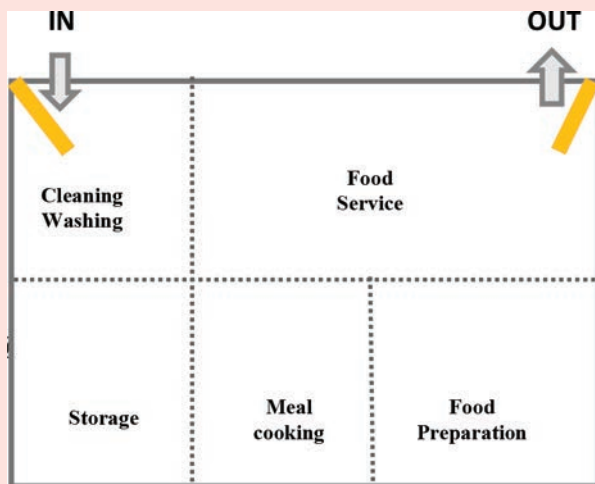 IN
OUT
Cleaning
Washing
Food
Service
Storage
Meal
cooking
Food
Preparation